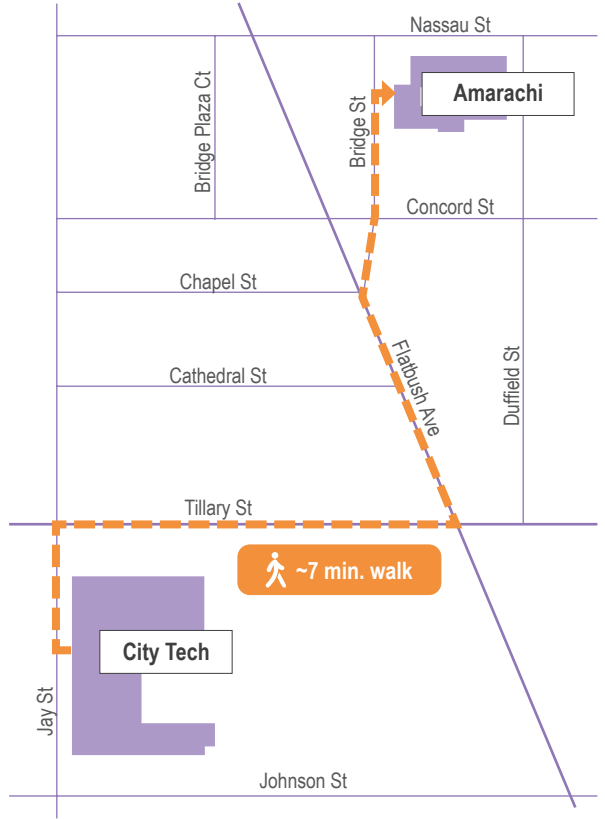 Nassau St
Amarachi
Bridge Plaza Ct
Bridge St
Concord St
Chapel St
Flatbush Ave
Cathedral St
Duffield St
Tillary St
~7 min. walk
City Tech
Jay St
Johnson St